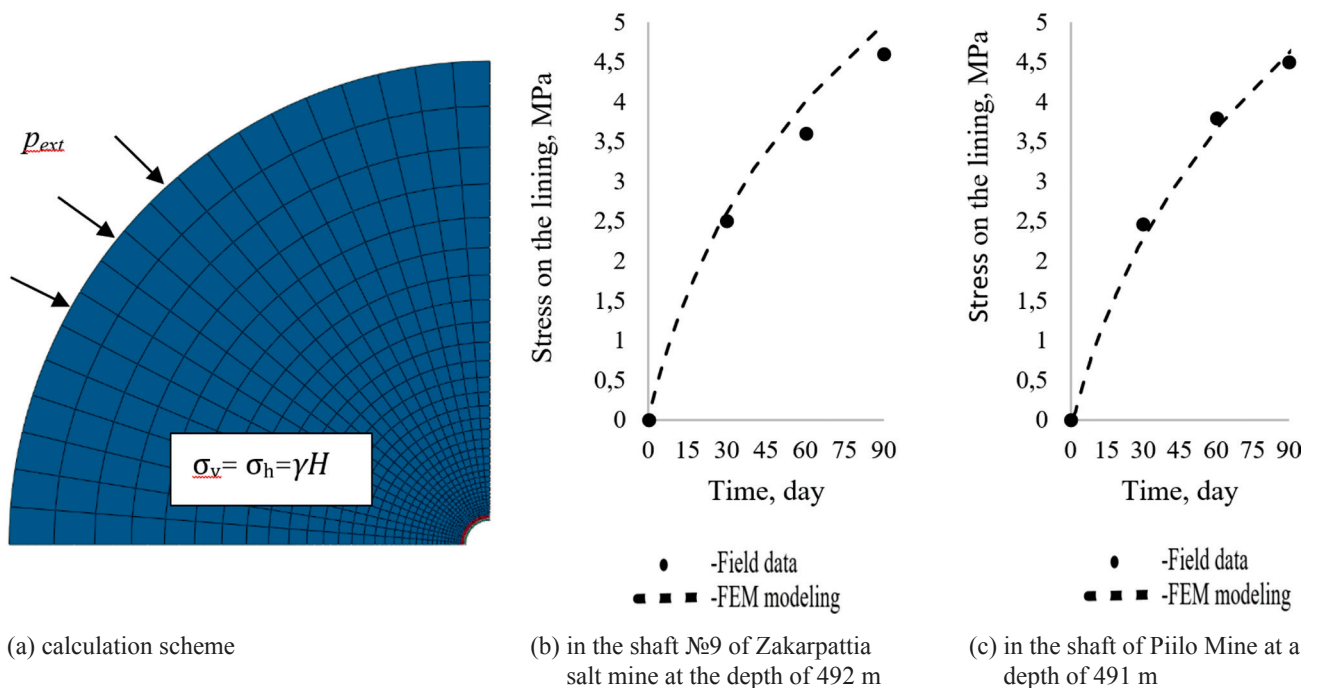 p_ext
σ_v= σ_h=γH
(a) calculation scheme
Stress on the lining, MPa
5
4,5
4
3,5
3
2,5
2
1,5
1
0,5
0
0 15 30 45 60 75 90
Time, day
-Field data
-FEM modeling
(b) in the shaft №9 of Zakarpattia
salt mine at the depth of 492 m
Stress on the lining, MPa
5
4,5
4
3,5
3
2,5
2
1,5
1
0,5
0
0 15 30 45 60 75 90
Time, day
-Field data
-FEM modeling
(c) in the shaft of Piilo Mine at a
depth of 491 m